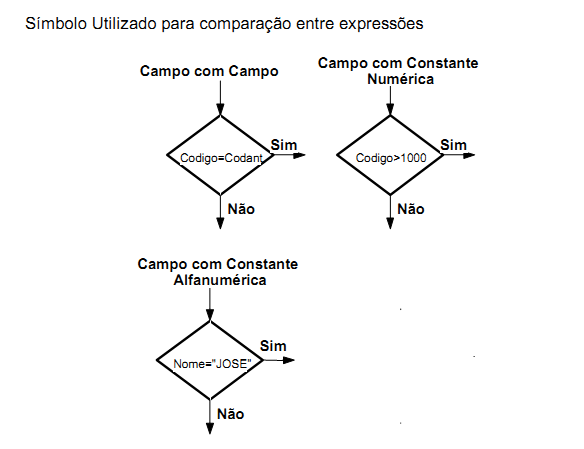 Símbolo Utilizado para comparação entre expressões
Campo com Campo
Codigo=Codant
Sim
Não
Campo com Constante
Numérica
Codigo>1000
Sim
Não
Campo com Constante
Alfanumérica
Nome="JOSE"
Sim
Não